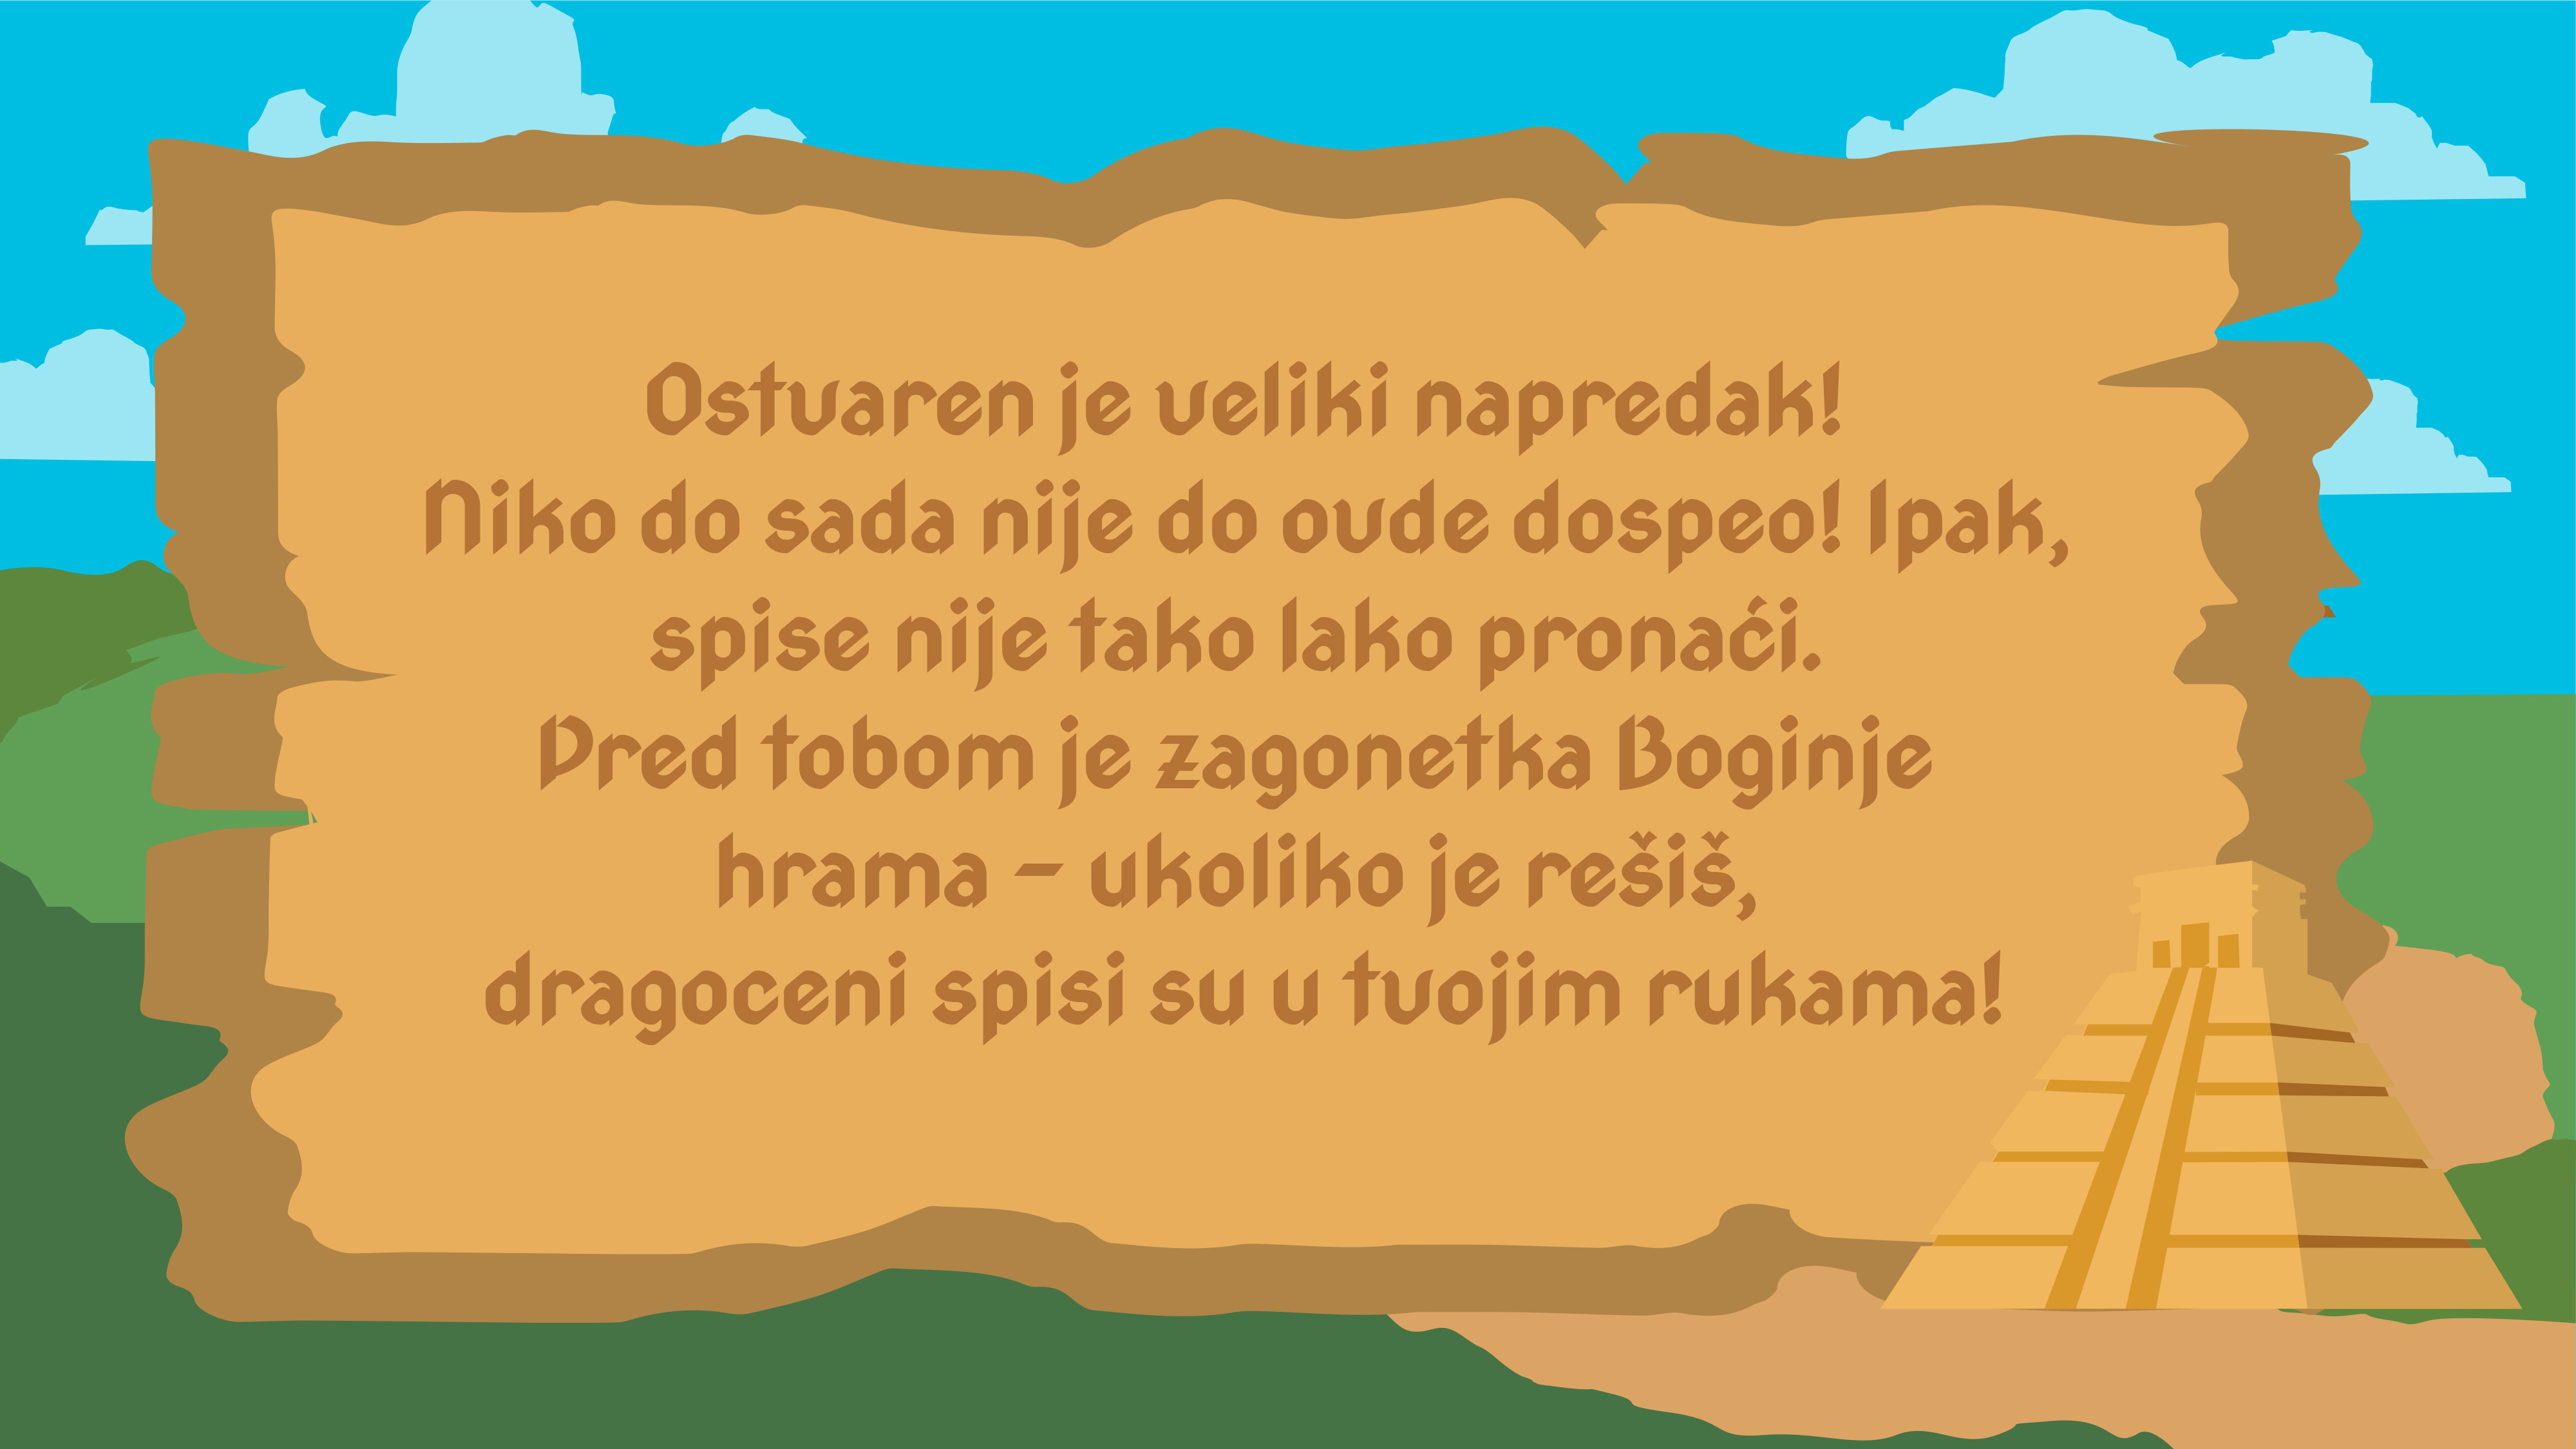 Ostvaren je veliki napredak!
Niko do sada nije do ovde dospeo! Ipak,
spise nije tako lako pronaći.
Pred tobom je zagonetka Boginje
hrama – ukoliko je rešiš,
dragoceni spisi su u tvojim rukama!